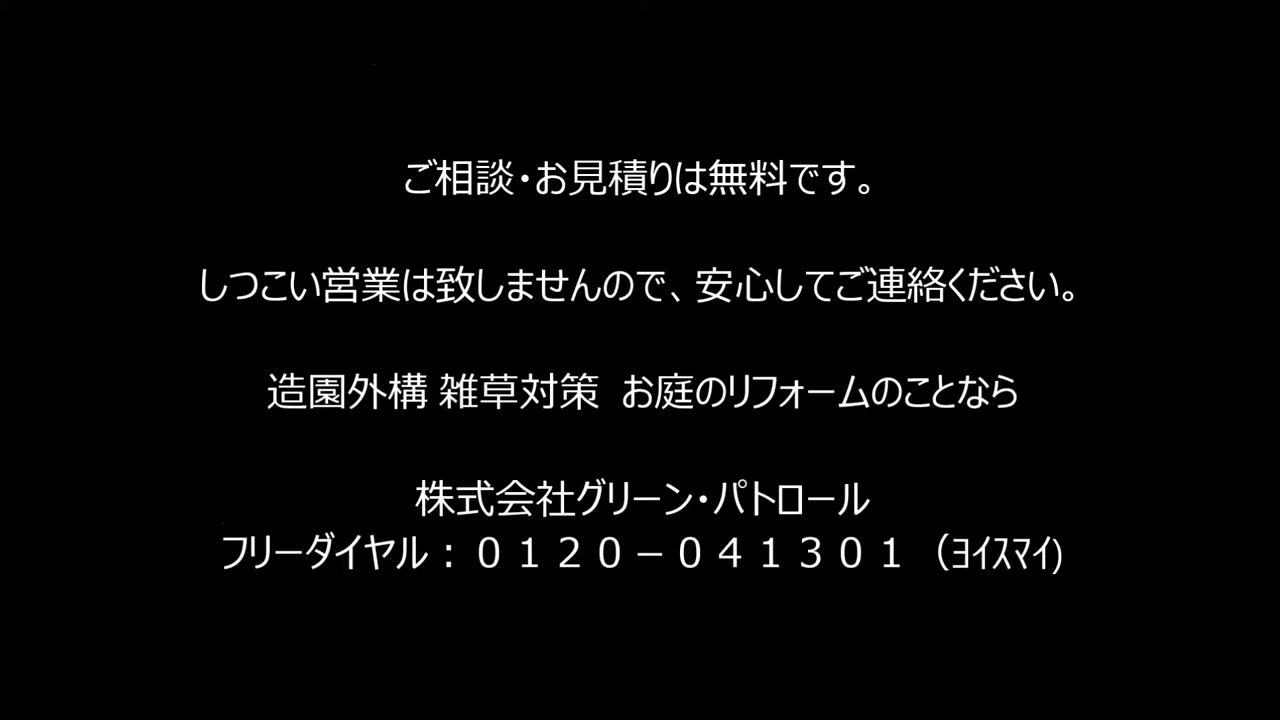 ご相談・お見積りは無料です。
しつこい営業は致しませんので、安心してご連絡ください。
造園外構 雑草対策 お庭のリフォームのことなら
株式会社グリーン・パトロール
フリーダイヤル：０１２０－０４１３０１（ﾖｲｽﾏｲ)